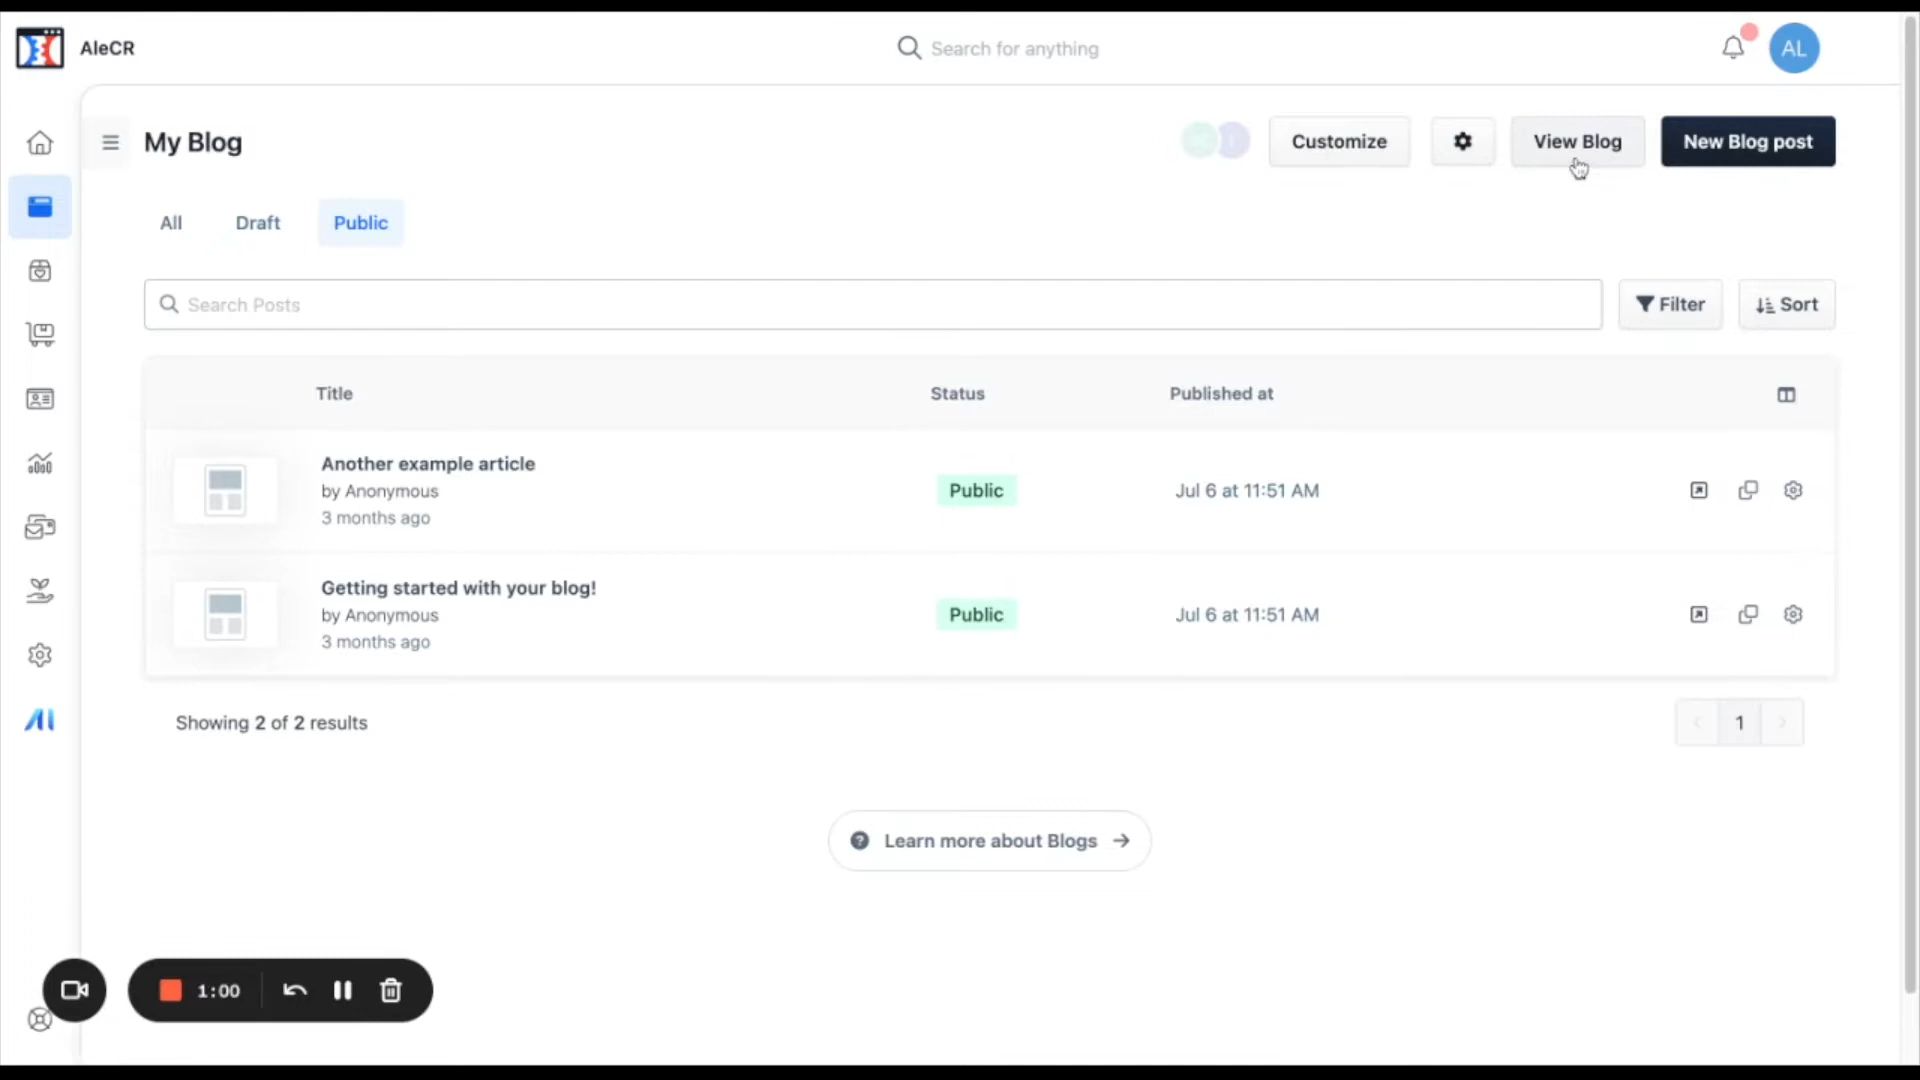 AleCR
Search for anything
AL
My Blog
Customize
View Blog
New Blog post
All
Draft
Public
Search Posts
Filter
Sort
Title
Status
Published at
Another example article
by Anonymous
3 months ago
Public
Jul 6 at 11:51 AM
Getting started with your blog!
by Anonymous
3 months ago
Public
Jul 6 at 11:51 AM
AI
Showing 2 of 2 results
1
Learn more about Blogs
1:00